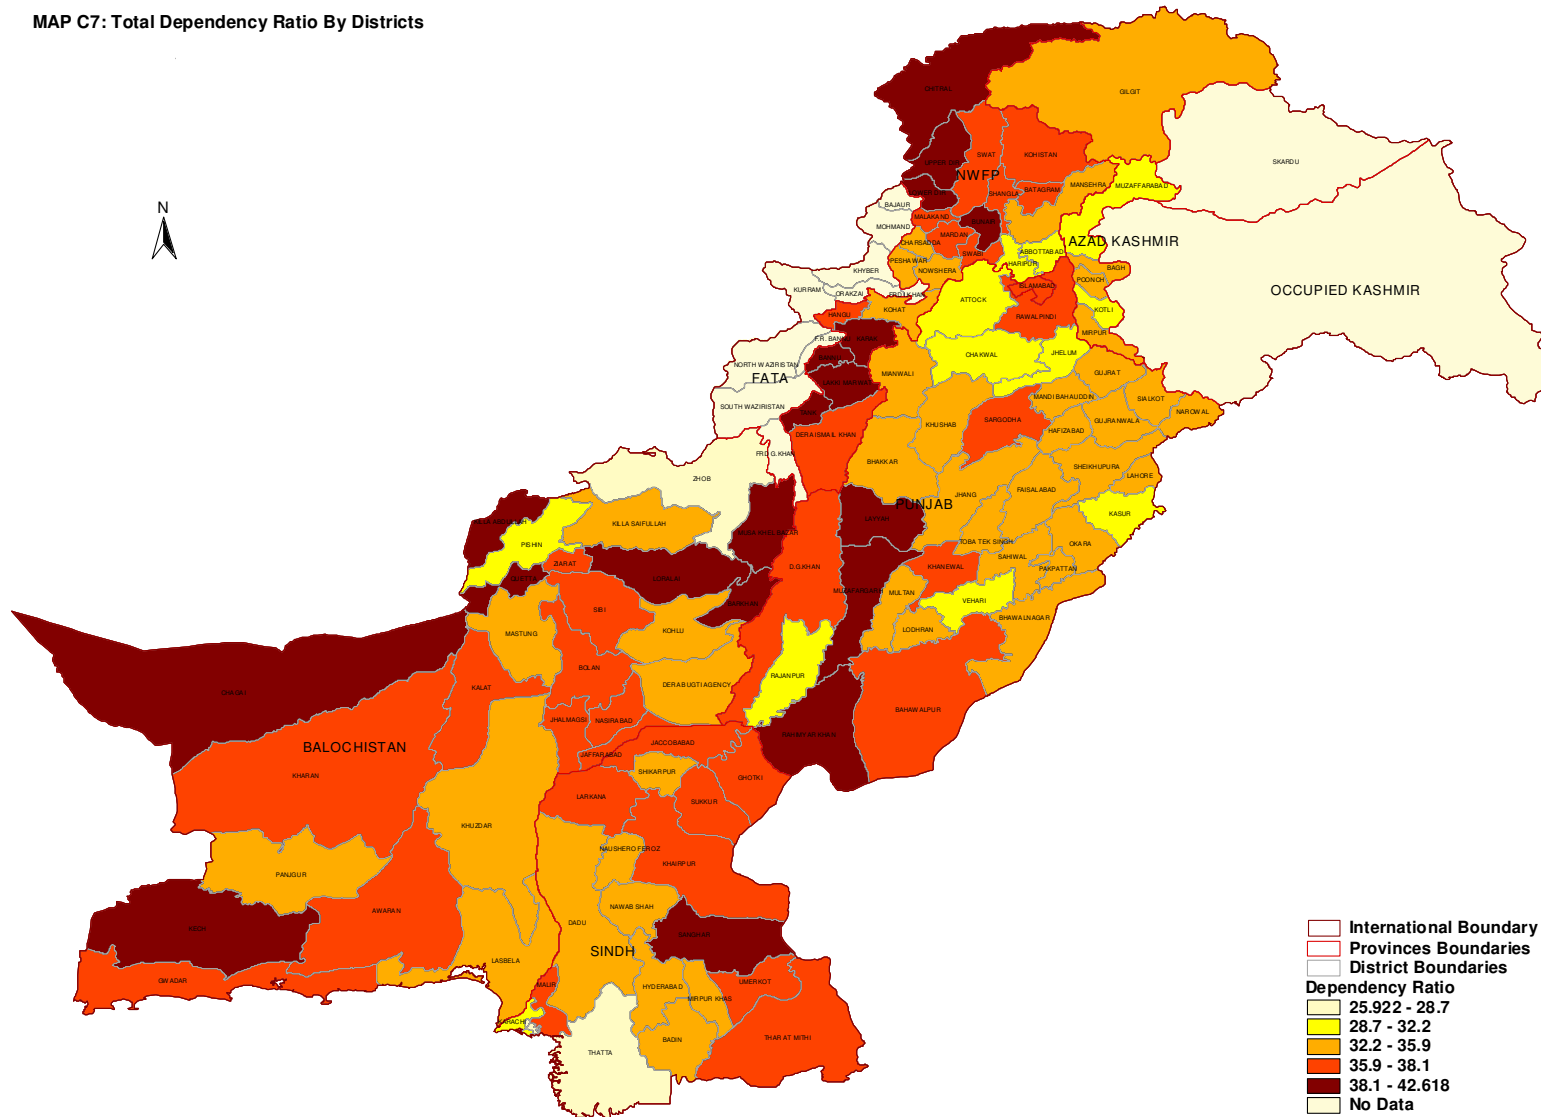 MAP C7: Total Dependency Ratio By Districts
N
CHITRAL
GILGIT
SKARDU
UPPER DIR
SWAT
KOHISTAN
NWFP
LOWER DIR
SHANGLA
BATAGRAM
MANSEHRA
MUZAFFARABAD
BAJAUR
MALAKAND
MOHMAND
MARDAN
CHARSADDA
SWABI
ABBOTTABAD
AZAD KASHMIR
PESHAWAR
NOWSHERA
HARIPUR
BAGH
KHYBER
POONCH
KURRAM
ORAKZAI
ISLAMABAD
OCCUPIED KASHMIR
ATTOCK
KOHAT
HANGU
RAWALPINDI
KOTLI
MIRPUR
F.R. BANNU
KARAK
BANNU
CHAKWAL
JHELUM
NORTH WAZIRISTAN
FATA
MIANWALI
GUJRAT
LAKKI MARWAT
SOUTH WAZIRISTAN
TANK
KHUSHAB
MANDI BAHAUDDIN
SIALKOT
NAROWAL
SARGODHA
GUJRANWALA
HAFIZABAD
DERA ISMAIL KHAN
FRD G.KHAN
BHAKKAR
SHEIKHUPURA
LAHORE
ZHOB
JHANG
FAISALABAD
PUNJAB
KASUR
LAYYAH
KILLA ABDULLAH
KILLA SAIFULLAH
MUSA KHEL BAZAR
PISHIN
TOBA TEK SINGH
OKARA
SAHIWAL
ZIARAT
D.G.KHAN
KHANEWAL
PAKPATTAN
QUETTA
LORALAI
MUZAFFARGARH
MULTAN
VEHARI
BARKHAN
SIBI
BHAWALNAGAR
MASTUNG
KOHLU
LODHRAN
BOLAN
RAJANPUR
DERA BUGTI AGENCY
KALAT
CHAGAI
BAHAWALPUR
JHALMAGSI
NASIRABAD
RAHIMYAR KHAN
BALOCHISTAN
JACCOBABAD
JAFFARABAD
KHARAN
SHIKARPUR
GHOTKI
LARKANA
SUKKUR
KHUZDAR
NAUSHERO FEROZ
KHAIRPUR
PANJGUR
AWARAN
NAWAB SHAH
KECH
DADU
SANGHAR
SINDH
LASBELA
GWADAR
MALIR
HYDERABAD
UMERKOT
MIRPUR KHAS
KARACHI
BADIN
THAR AT MITHI
THATTA
International Boundary
Provinces Boundaries
District Boundaries
Dependency Ratio
25.922 - 28.7
28.7 - 32.2
32.2 - 35.9
35.9 - 38.1
38.1 - 42.618
No Data